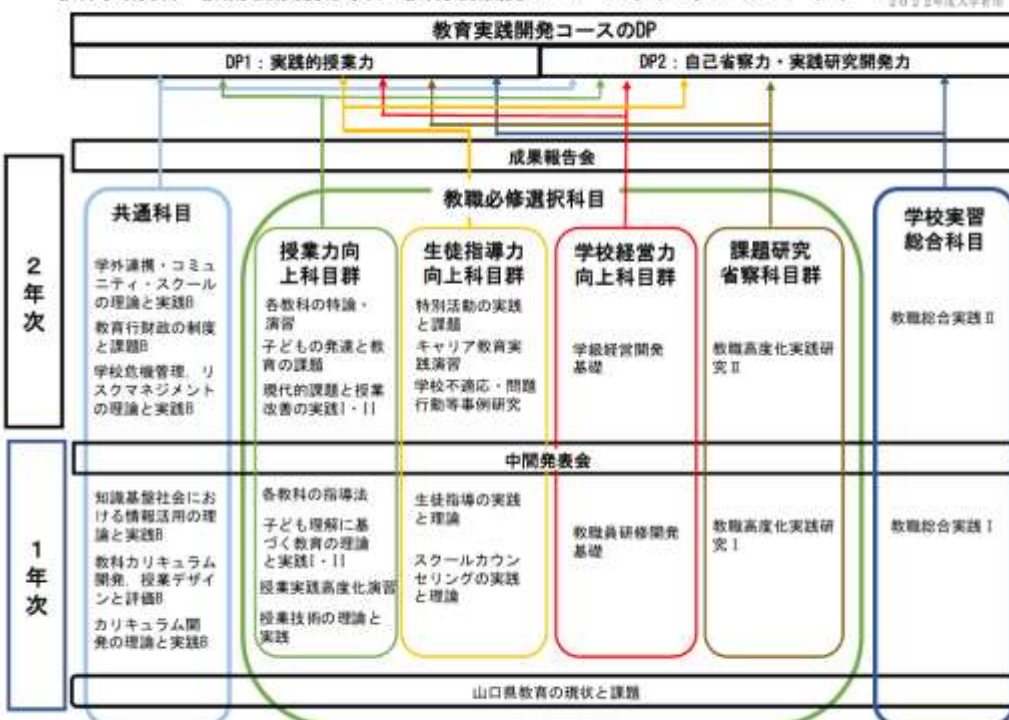 2022年度入学者用
教育実践開発コースのDP
DP1：実践的授業力
DP2：自己省察力・実践研究開発力
成果報告会
教職必修選択科目
2年次
共通科目
学外連携・コミュ
ニティ・スクール
の理論と実践B
教育行財政の制度
と課題B
学校危機管理，リ
スクマネジメント
の理論と実践B
授業力向
上科目群
各教科の特論・
演習
子どもの発達と教
育の課題
現代的課題と授業
改善の実践I・II
生徒指導力
向上科目群
特別活動の実践
と課題
キャリア教育実
践演習
学校不適応・問題
行動等事例研究
学校経営力
向上科目群
学級経営開発
基礎
課題研究
省察科目群
教職高度化実践研
究Ⅱ
学校実習
総合科目
教職総合実践Ⅱ
中間発表会
1年次
知識基盤社会にお
ける情報活用の理
論と実践B
教科カリキュラム
開発，授業デザイ
ンと評価B
カリキュラム開
発の理論と実践B
各教科の指導法
子ども理解に基
づく教育の理論
と実践I・II
授業実践高度化演習
授業技術の理論と
実践
生徒指導の実践
と理論
スクールカウン
セリングの実践
と理論
教職員研修開発
基礎
教職高度化実践研
究Ⅰ
教職総合実践Ⅰ
山口県教育の現状と課題